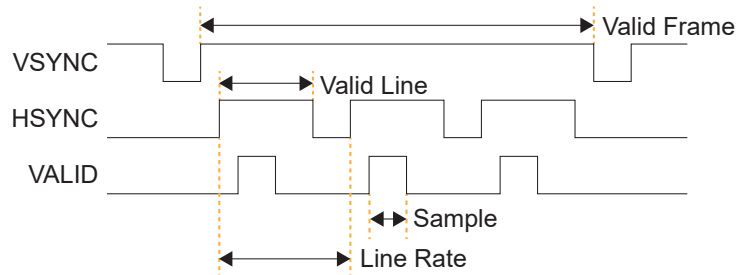 Valid Frame
VSYNC
Valid Line
HSYNC
VALID
Sample
Line Rate